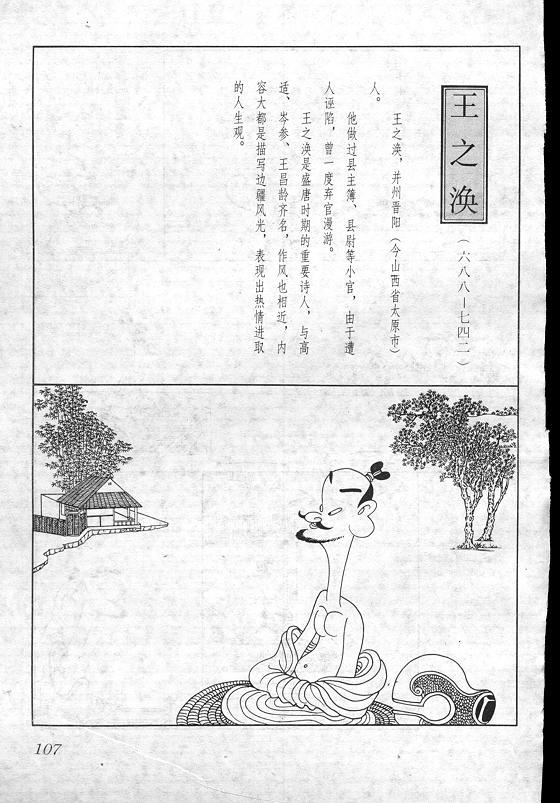 王之涣
（六八八－七四二）
王之涣，并州晋阳（今山西省太原市）
人。
他做过县主簿、县尉等小官，由于遭
人诬陷，曾一度弃官漫游。
王之涣是盛唐时期的重要诗人，与高
适、岑参、王昌龄齐名，作风也相近，内
容大都是描写边疆风光，表现出热情进取
的人生观。
107